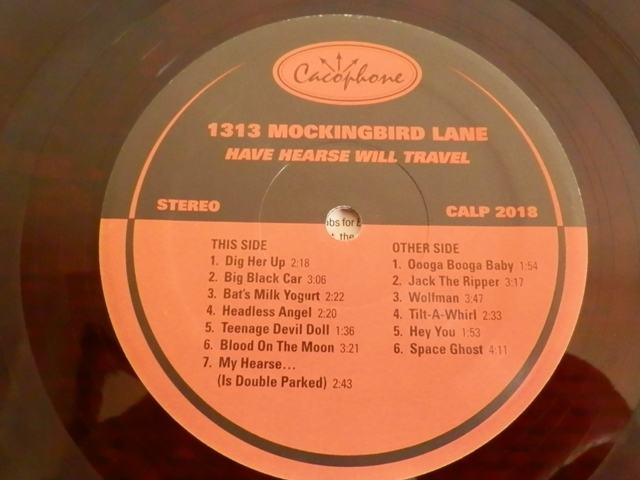 Cacophone
1313 MOCKINGBIRD LANE
HAVE HEARSE WILL TRAVEL
STEREO
CALP 2018
for
the
THIS SIDE
1. Dig Her Up 2:18
2. Big Black Car 3:06
3. Bat's Milk Yogurt 2:22
4. Headless Angel 2:20
5. Teenage Devil Doll 1:36
6. Blood On The Moon 3:21
7. My Hearse...
(Is Double Parked) 2:43
OTHER SIDE
1. Oooga Booga Baby 1:54
2. Jack The Ripper 3:17
3. Wolfman 3:47
4. Tilt-A-Whirl 2:33
5. Hey You 1:53
6. Space Ghost 4:11